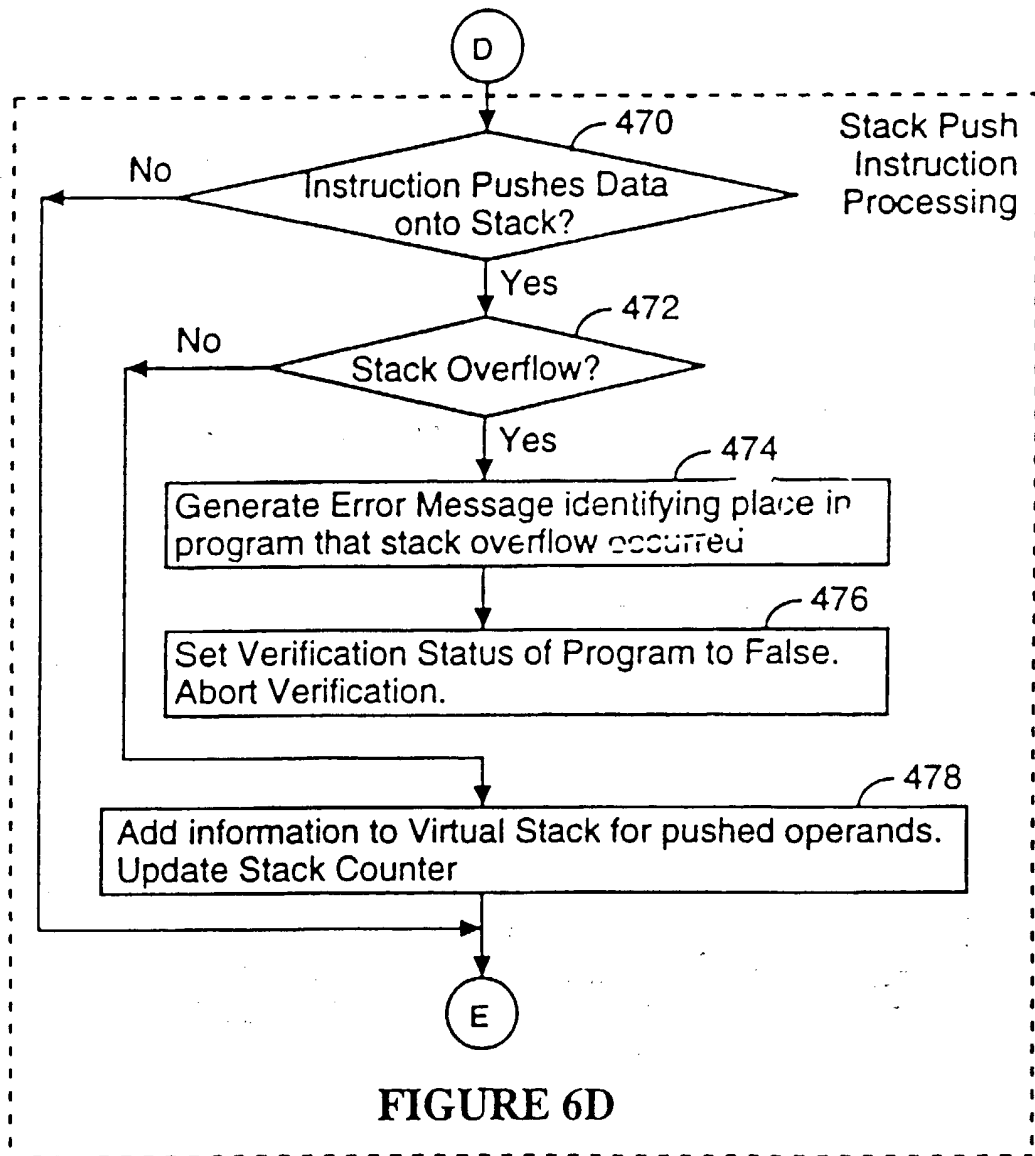 D
470
Stack Push
Instruction
Processing
No
Instruction Pushes Data
onto Stack?
Yes
472
No
Stack Overflow?
Yes
474
Generate Error Message identifying place in
program that stack overflow occurred
476
Set Verification Status of Program to False.
Abort Verification.
478
Add information to Virtual Stack for pushed operands.
Update Stack Counter
E
FIGURE 6D